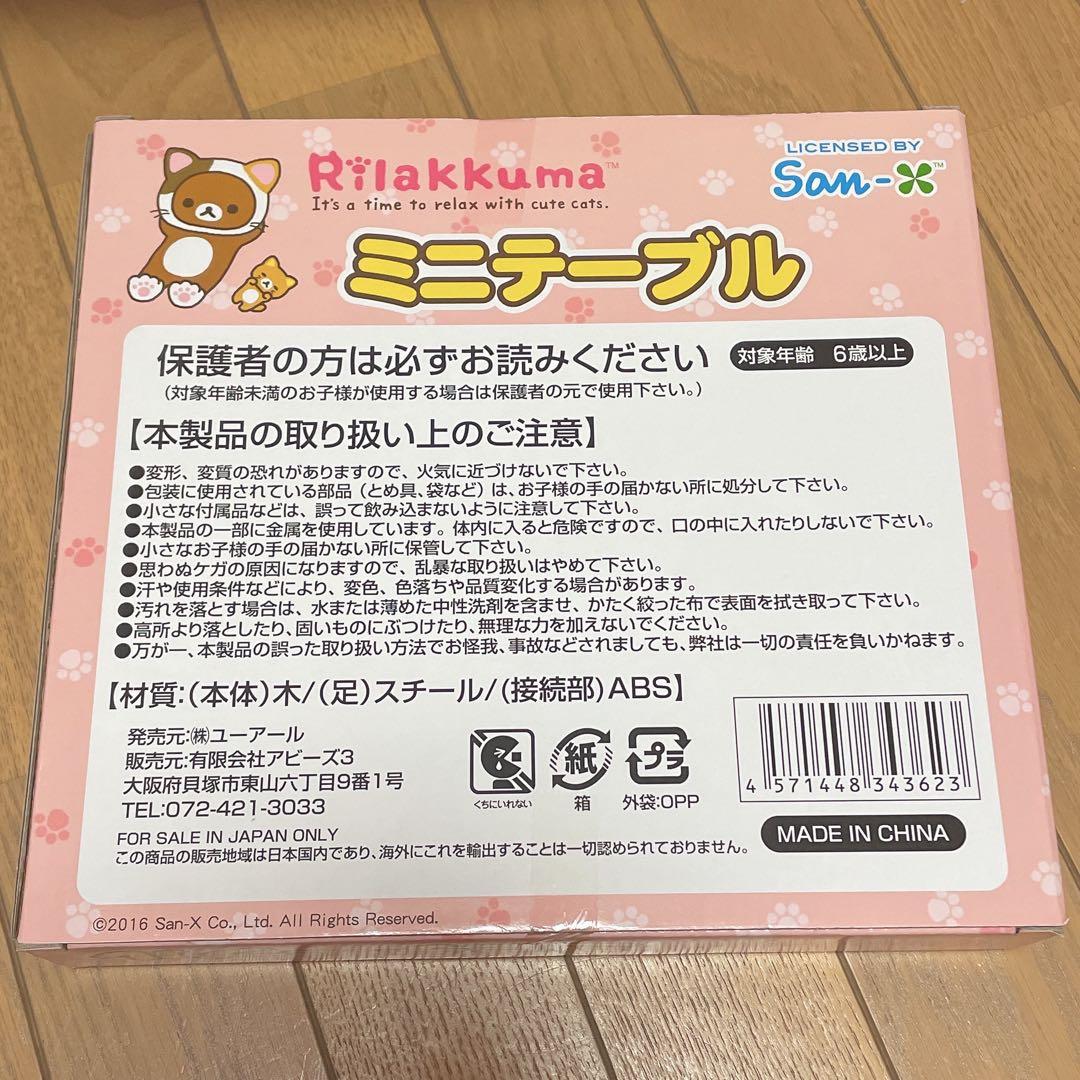 Rilakkuma™
It's a time to relax with cute cats.
LICENSED BY
San-X™
ミニテーブル
保護者の方は必ずお読みください
対象年齢 6歳以上
(対象年齢未満のお子様が使用する場合は保護者の元で使用下さい。)
【本製品の取り扱い上のご注意】
●変形、変質の恐れがありますので、火気に近づけないで下さい。
●包装に使用されている部品(とめ具、袋など)は、お子様の手の届かない所に処分して下さい。
●小さな付属品などは、誤って飲み込まないように注意して下さい。
●本製品の一部に金属を使用しています。体内に入ると危険ですので、口の中に入れたりしないで下さい。
●小さなお子様の手の届かない所に保管して下さい。
●思わぬケガの原因になりますので、乱暴な取り扱いはやめて下さい。
●汗や使用条件などにより、変色、色落ちや品質変化する場合があります。
●汚れを落とす場合は、水または薄めた中性洗剤を含ませ、かたく絞った布で表面を拭き取って下さい。
●高所より落としたり、固いものにぶつけたり、無理な力を加えないでください。
●万が一、本製品の誤った取り扱い方法でお怪我、事故などされましても、弊社は一切の責任を負いかねます。
【材質:(本体)木/(足)スチール/(接続部)ABS】
発売元:㈱ユーアール
販売元:有限会社アビーズ3
大阪府貝塚市東山六丁目9番1号
TEL:072-421-3033
くちにいれない
紙
箱
プラ
外袋:OPP
4 571448 343623
MADE IN CHINA
FOR SALE IN JAPAN ONLY
この商品の販売地域は日本国内であり、海外にこれを輸出することは一切認められておりません。
©2016 San-X Co., Ltd. All Rights Reserved.